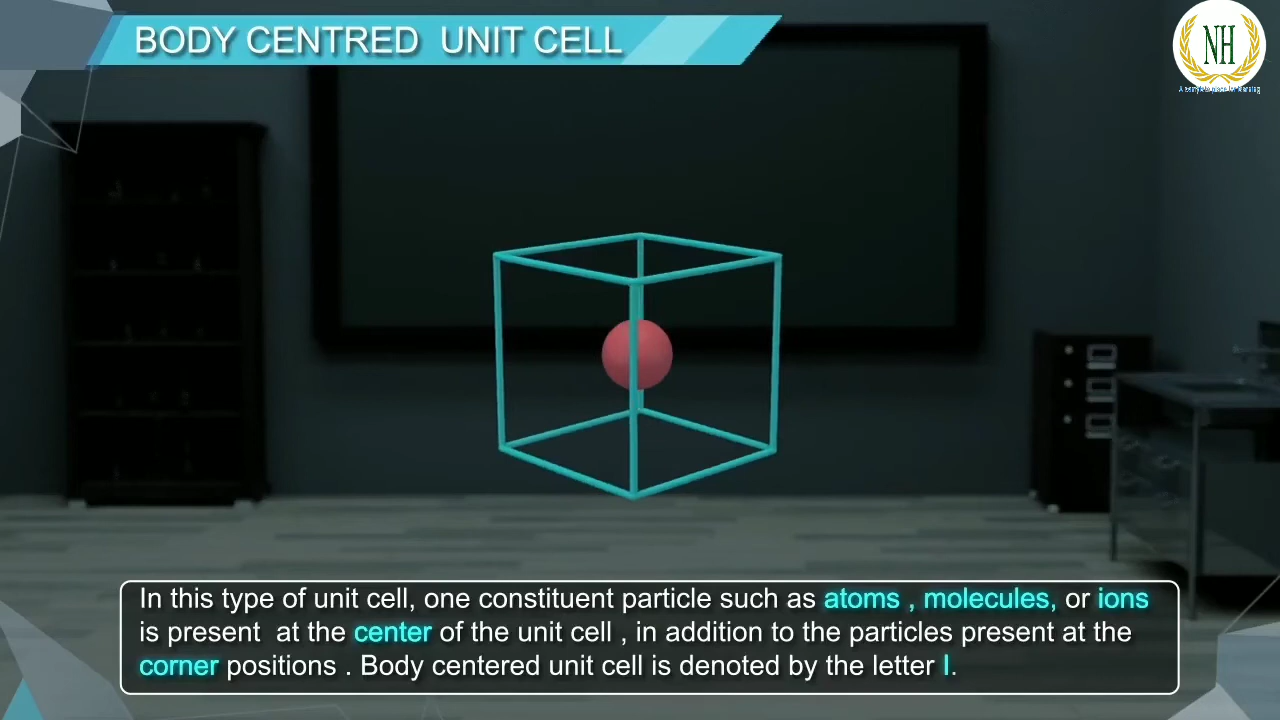 BODY CENTRED UNIT CELL
NH
In this type of unit cell, one constituent particle such as atoms , molecules, or ions
is present at the center of the unit cell , in addition to the particles present at the
corner positions . Body centered unit cell is denoted by the letter I.